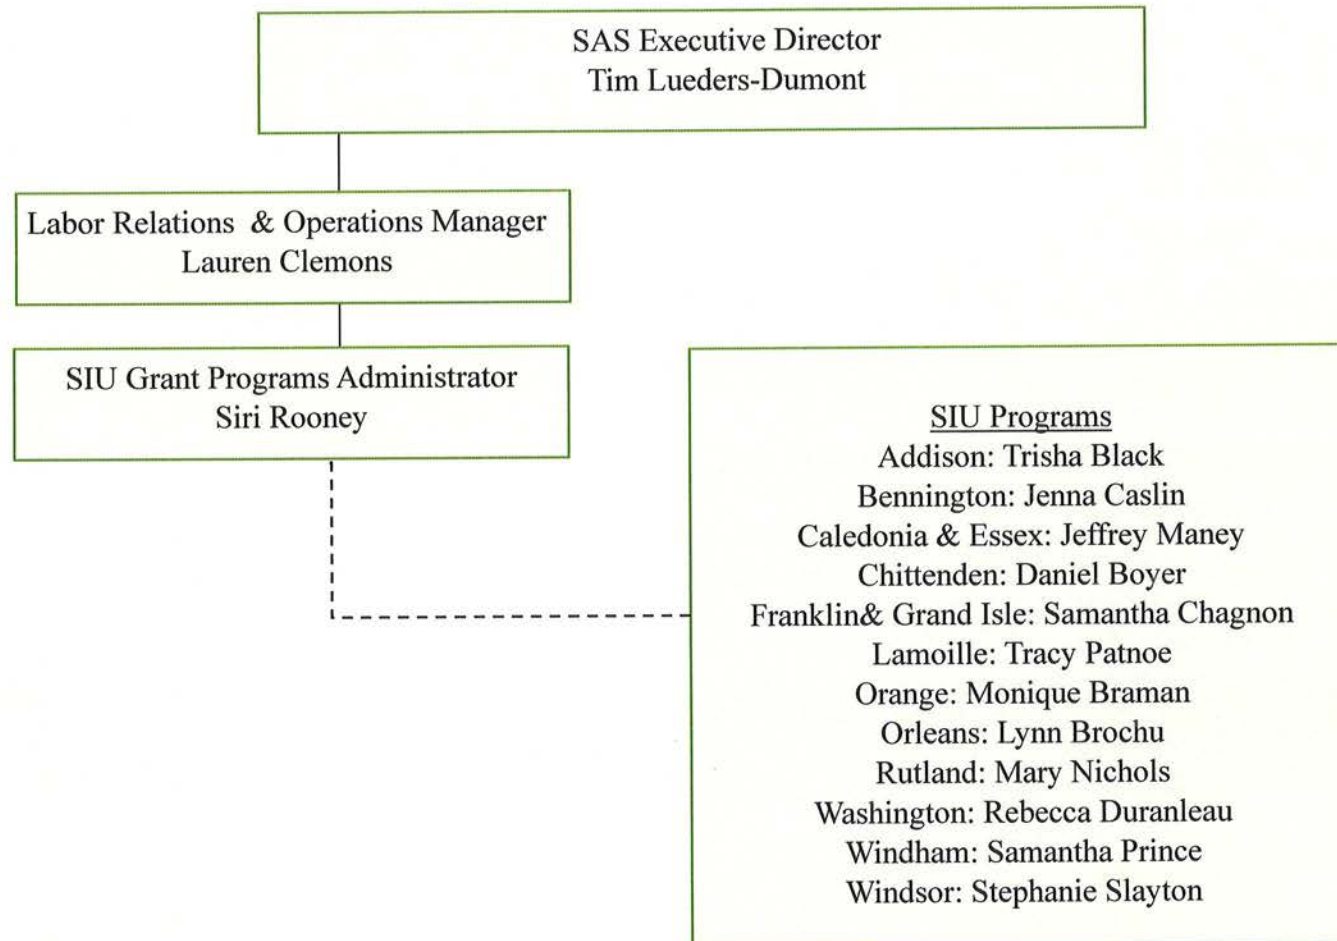 SAS Executive Director
Tim Lueders-Dumont
Labor Relations & Operations Manager
Lauren Clemons
SIU Grant Programs Administrator
Siri Rooney
SIU Programs
Addison: Trisha Black
Bennington: Jenna Caslin
Caledonia & Essex: Jeffrey Maney
Chittenden: Daniel Boyer
Franklin& Grand Isle: Samantha Chagnon
Lamoille: Tracy Patnoe
Orange: Monique Braman
Orleans: Lynn Brochu
Rutland: Mary Nichols
Washington: Rebecca Duranleau
Windham: Samantha Prince
Windsor: Stephanie Slayton